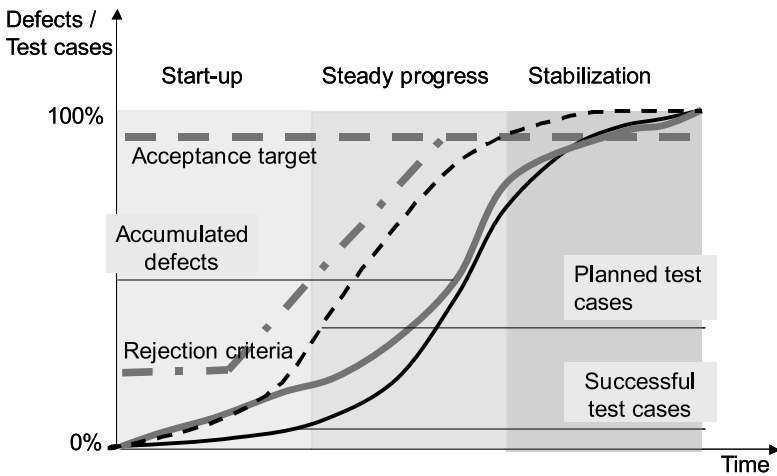 Defects /
Test cases
Start-up
Steady progress
Stabilization
100%
Acceptance target
Accumulated
defects
Planned test
cases
Rejection criteria
Successful
test cases
0%
Time